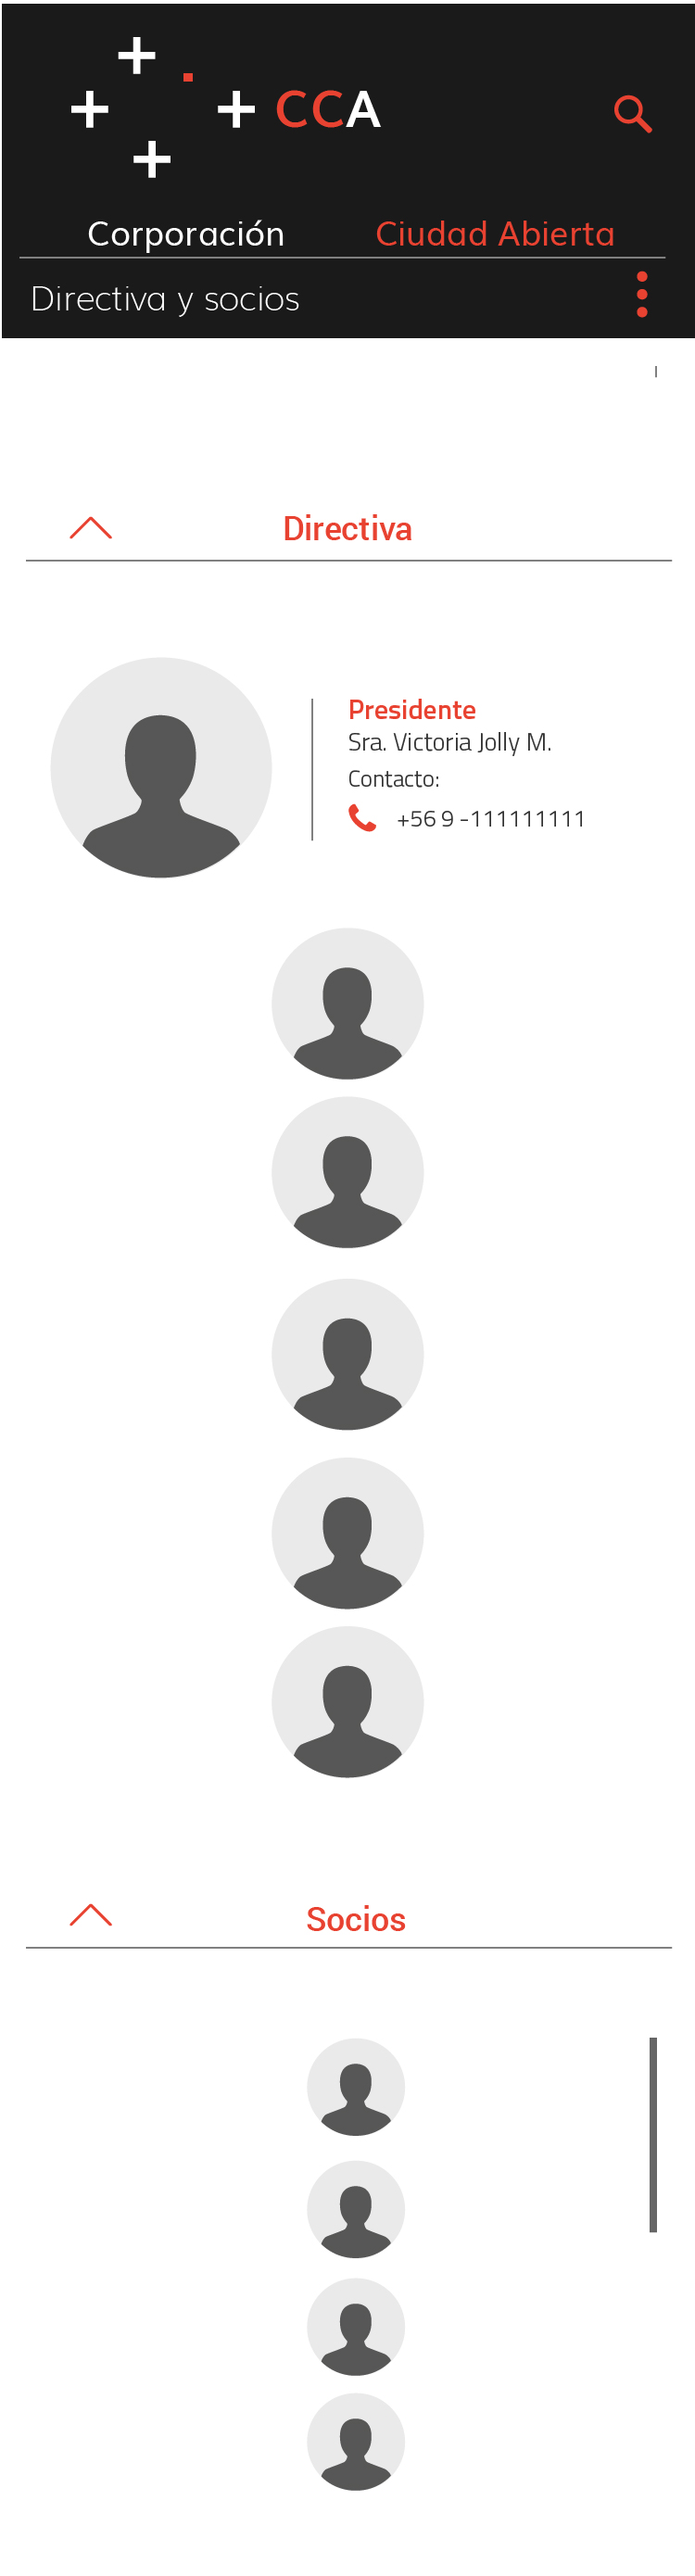 CCA
Corporación Ciudad Abierta
Directiva y socios
Directiva
Presidente
Sra. Victoria Jolly M.
Contacto:
+56 9 -111111111
Socios